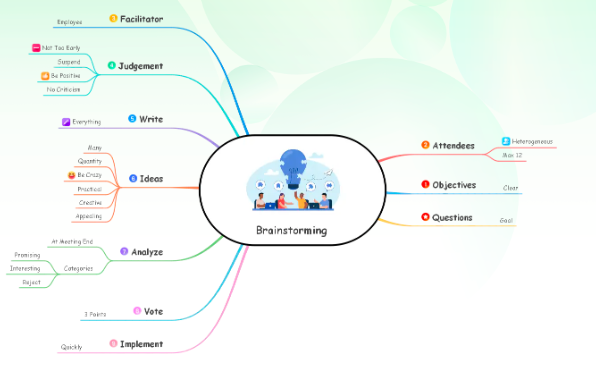 Employee
3 Facilitator
Not Too Early
Suspend
Be Positive
No Criticism
4 Judgement
Everything
5 Write
Many
Quantity
Be Crazy
Practical
Creative
Appealing
6 Ideas
At Meeting End
Promising
Interesting
Reject
Categories
7 Analyze
3 Points
8 Vote
Quickly
9 Implement
Brainstorming
2 Attendees
Heterogeneous
Max 12
1 Objectives
Clear
Questions
Goal